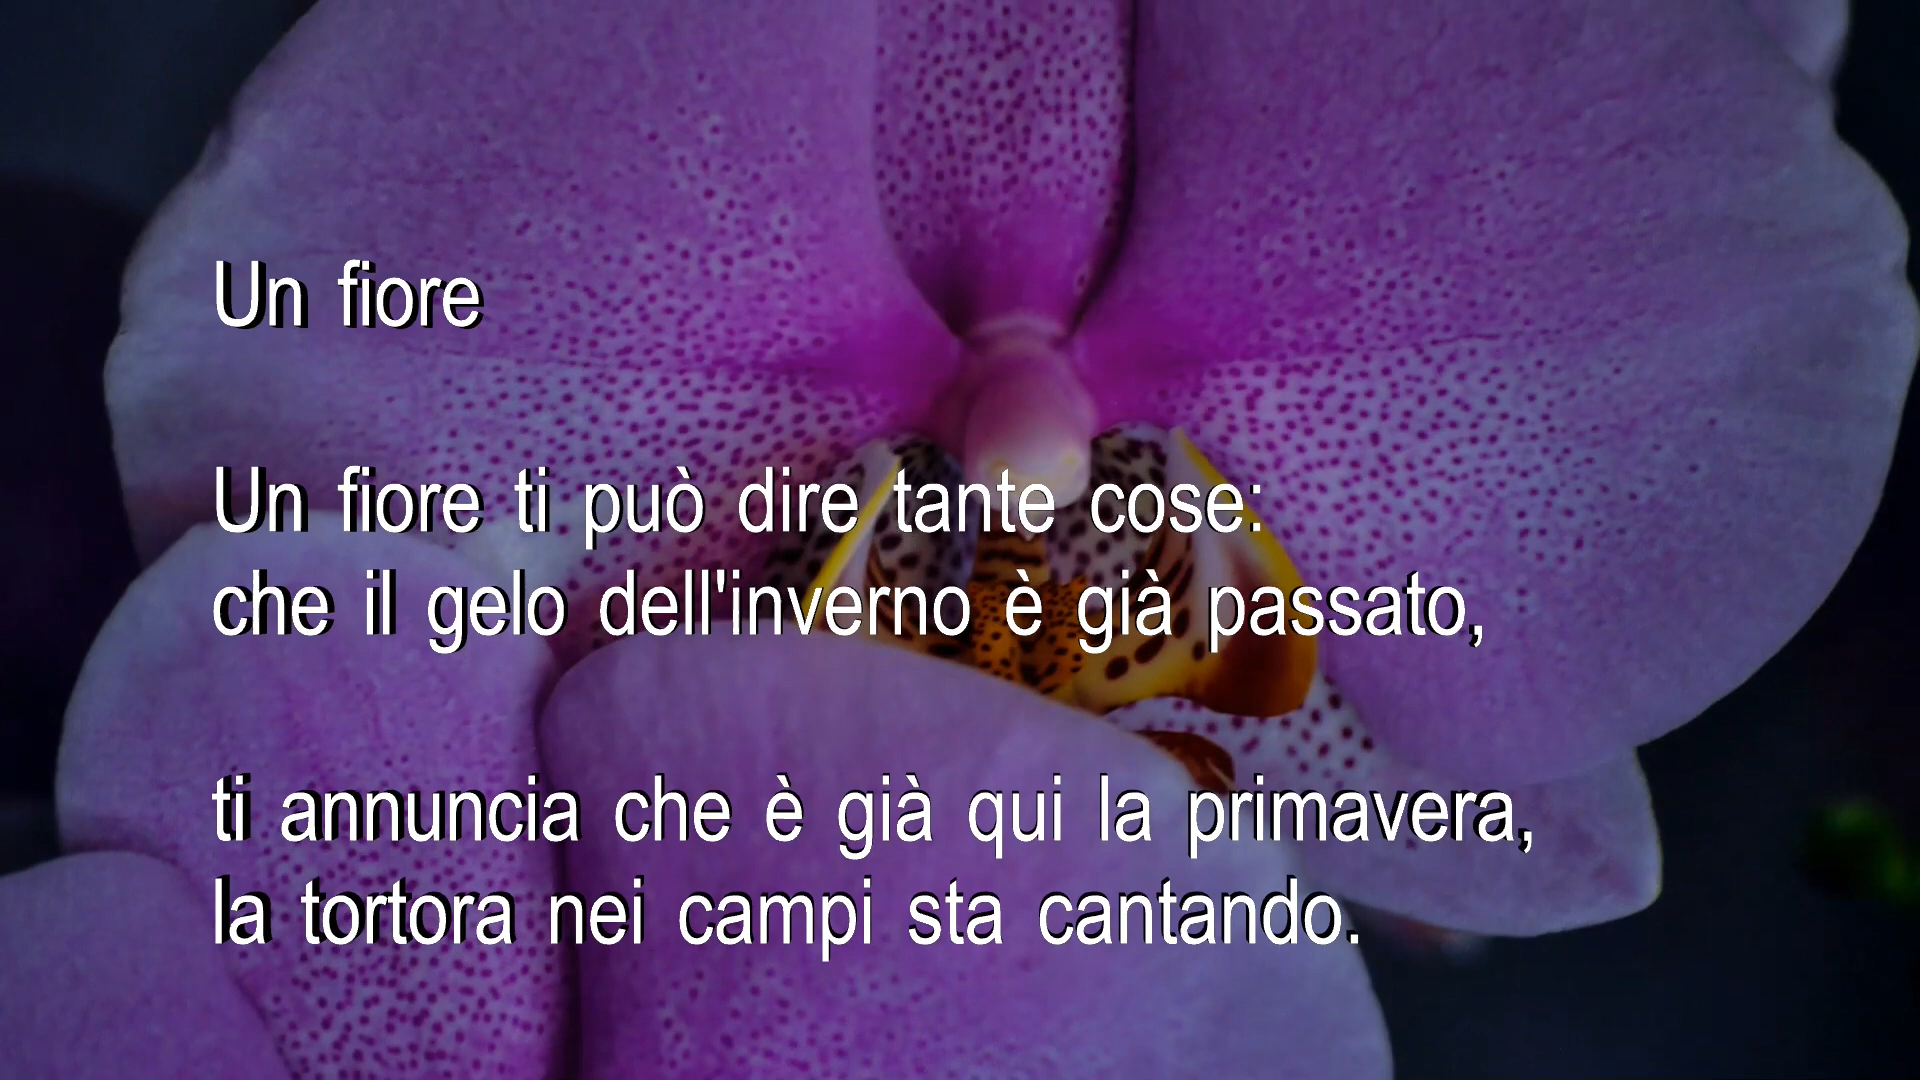 Un fiore
Un fiore ti può dire tante cose:
che il gelo dell'inverno è già passato,
ti annuncia che è già qui la primavera,
la tortora nei campi sta cantando.